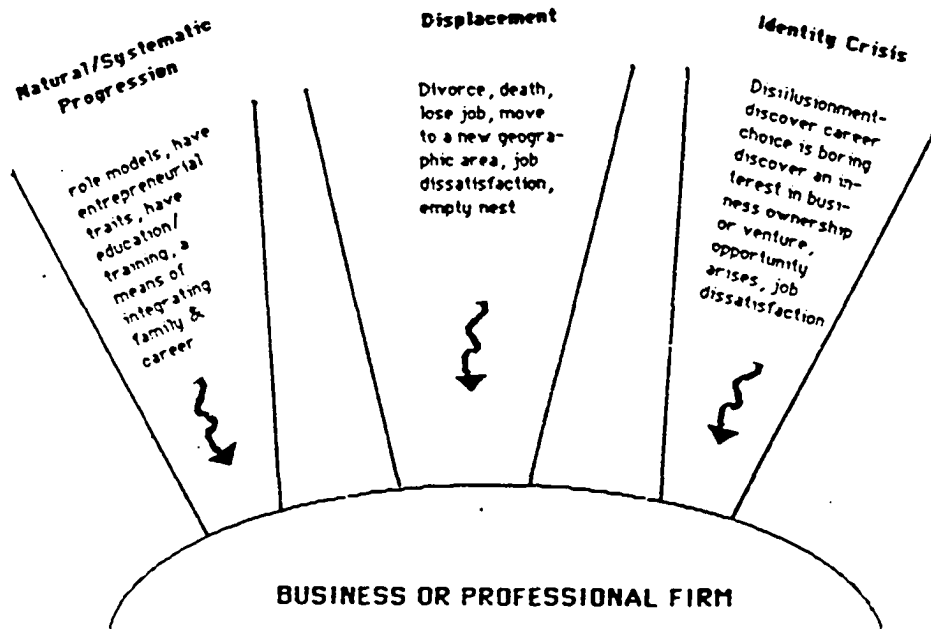 Natural/Systematic
Progression
role models, have
entrepreneurial
traits, have
education/
training, a
means of
integrating
family &
career
Displacement
Divorce, death,
lose job, move
to a new geogra-
phic area, job
dissatisfaction,
empty nest
Identity Crisis
Disillusionment-
discover career
choice is boring
discover an in-
terest in busi-
ness ownership
or venture,
opportunity
arises, job
dissatisfaction
BUSINESS OR PROFESSIONAL FIRM